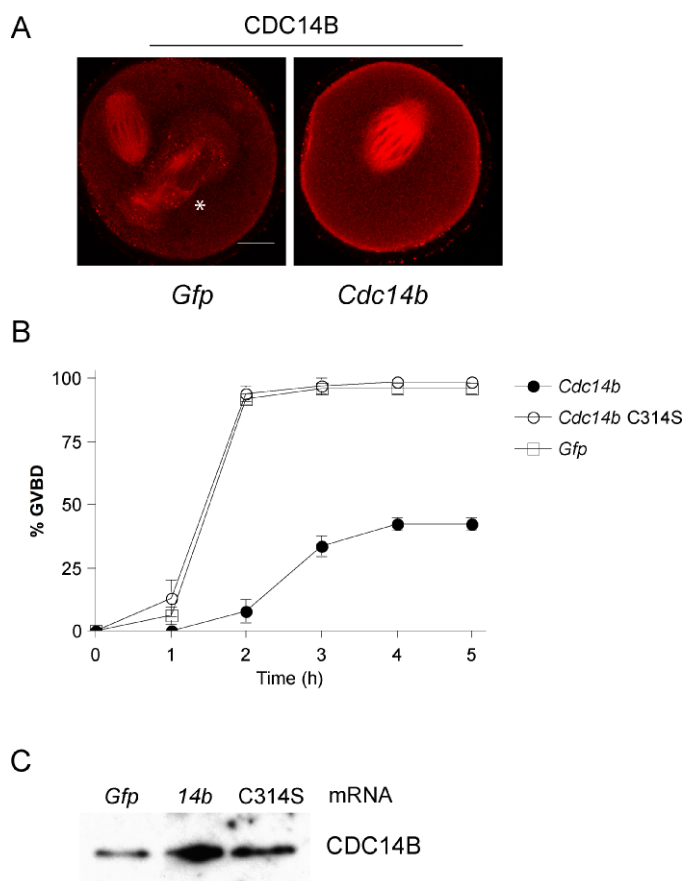 A
CDC14B
*
Gfp Cdc14b
B
100
75
50
25
0
% GVBD
0 1 2 3 4 5
Time (h)
Cdc14b
Cdc14b C314S
Gfp
C
Gfp 14b C314S mRNA
CDC14B